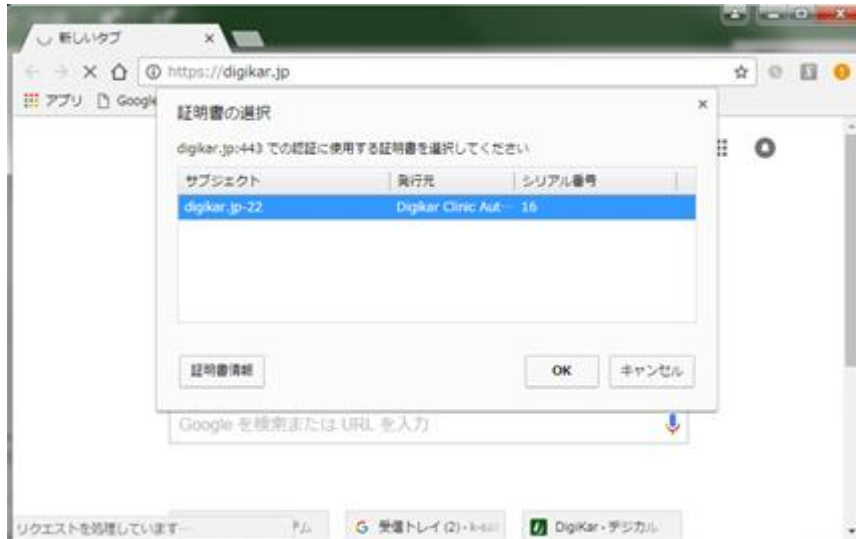 新しいタブ
https://digikar.jp
アプリ Google
証明書の選択
digikar.jp:443 での認証に使用する証明書を選択してください
サブジェクト 発行元 シリアル番号
digikar.jp-22 Digikar Clinic Aut… 16
証明書情報 OK キャンセル
Google を検索または URL を入力
リクエストを処理しています…
受信トレイ (2) -
DigiKar - デジカル